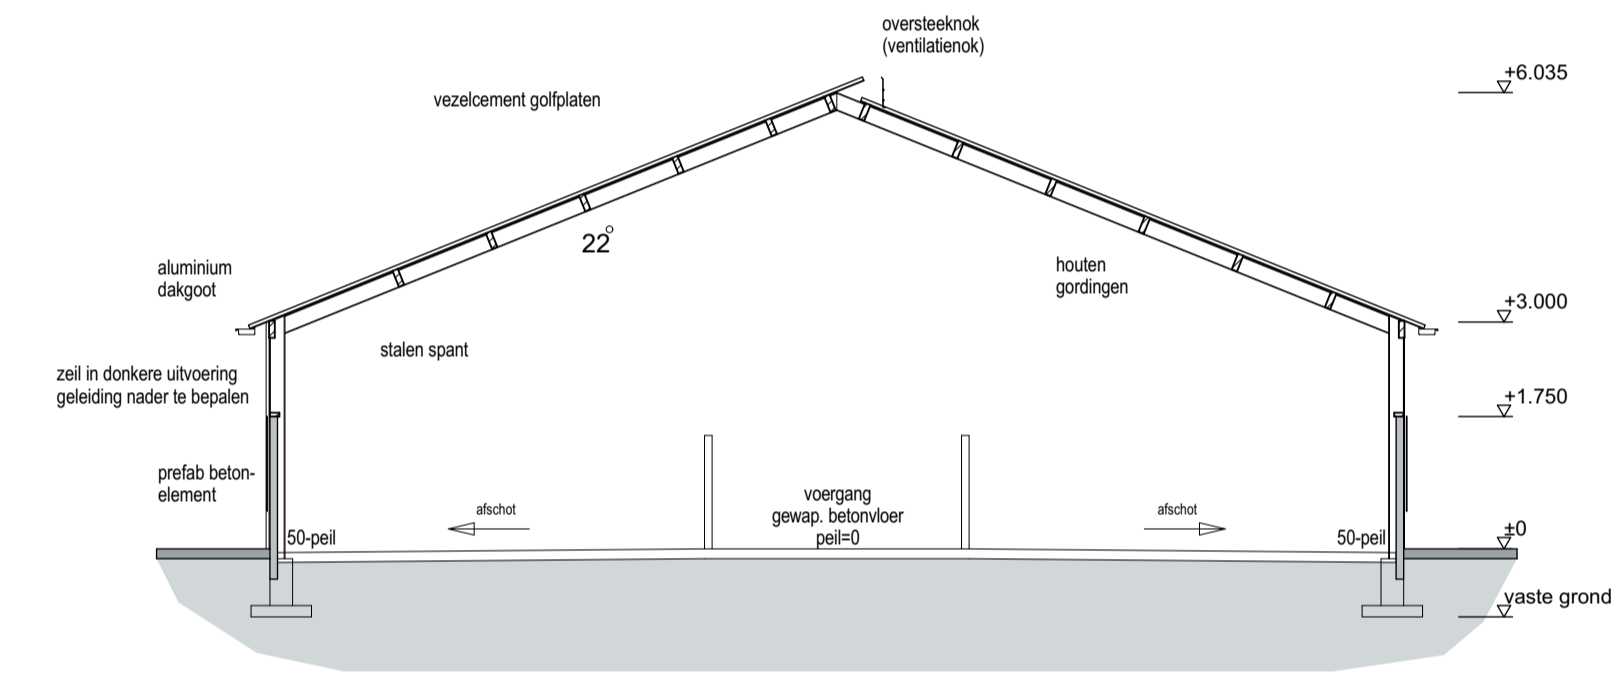 oversteeknok
(ventilatienok)
+6.035
vezelcement golfplaten
22°
aluminium
dakgoot
houten
gordingen
+3.000
stalen spant
zeil in donkere uitvoering
geleiding nader te bepalen
+1.750
prefab beton-
element
voergang
gewap. betonvloer
peil=0
afschot
afschot
50-peil
50-peil
±0
vaste grond